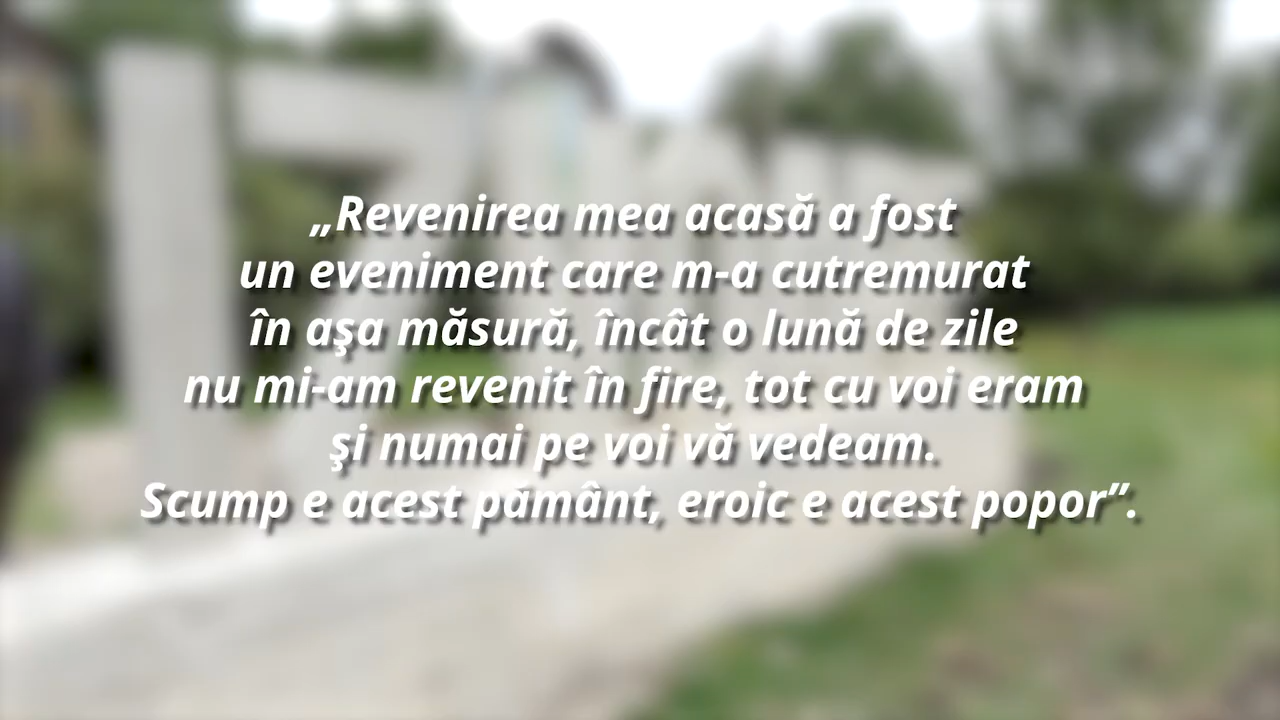 „Revenirea mea acasă a fost
un eveniment care m-a cutremurat
în aşa măsură, încât o lună de zile
nu mi-am revenit în fire, tot cu voi eram
şi numai pe voi vă vedeam.
Scump e acest pământ, eroic e acest popor”.